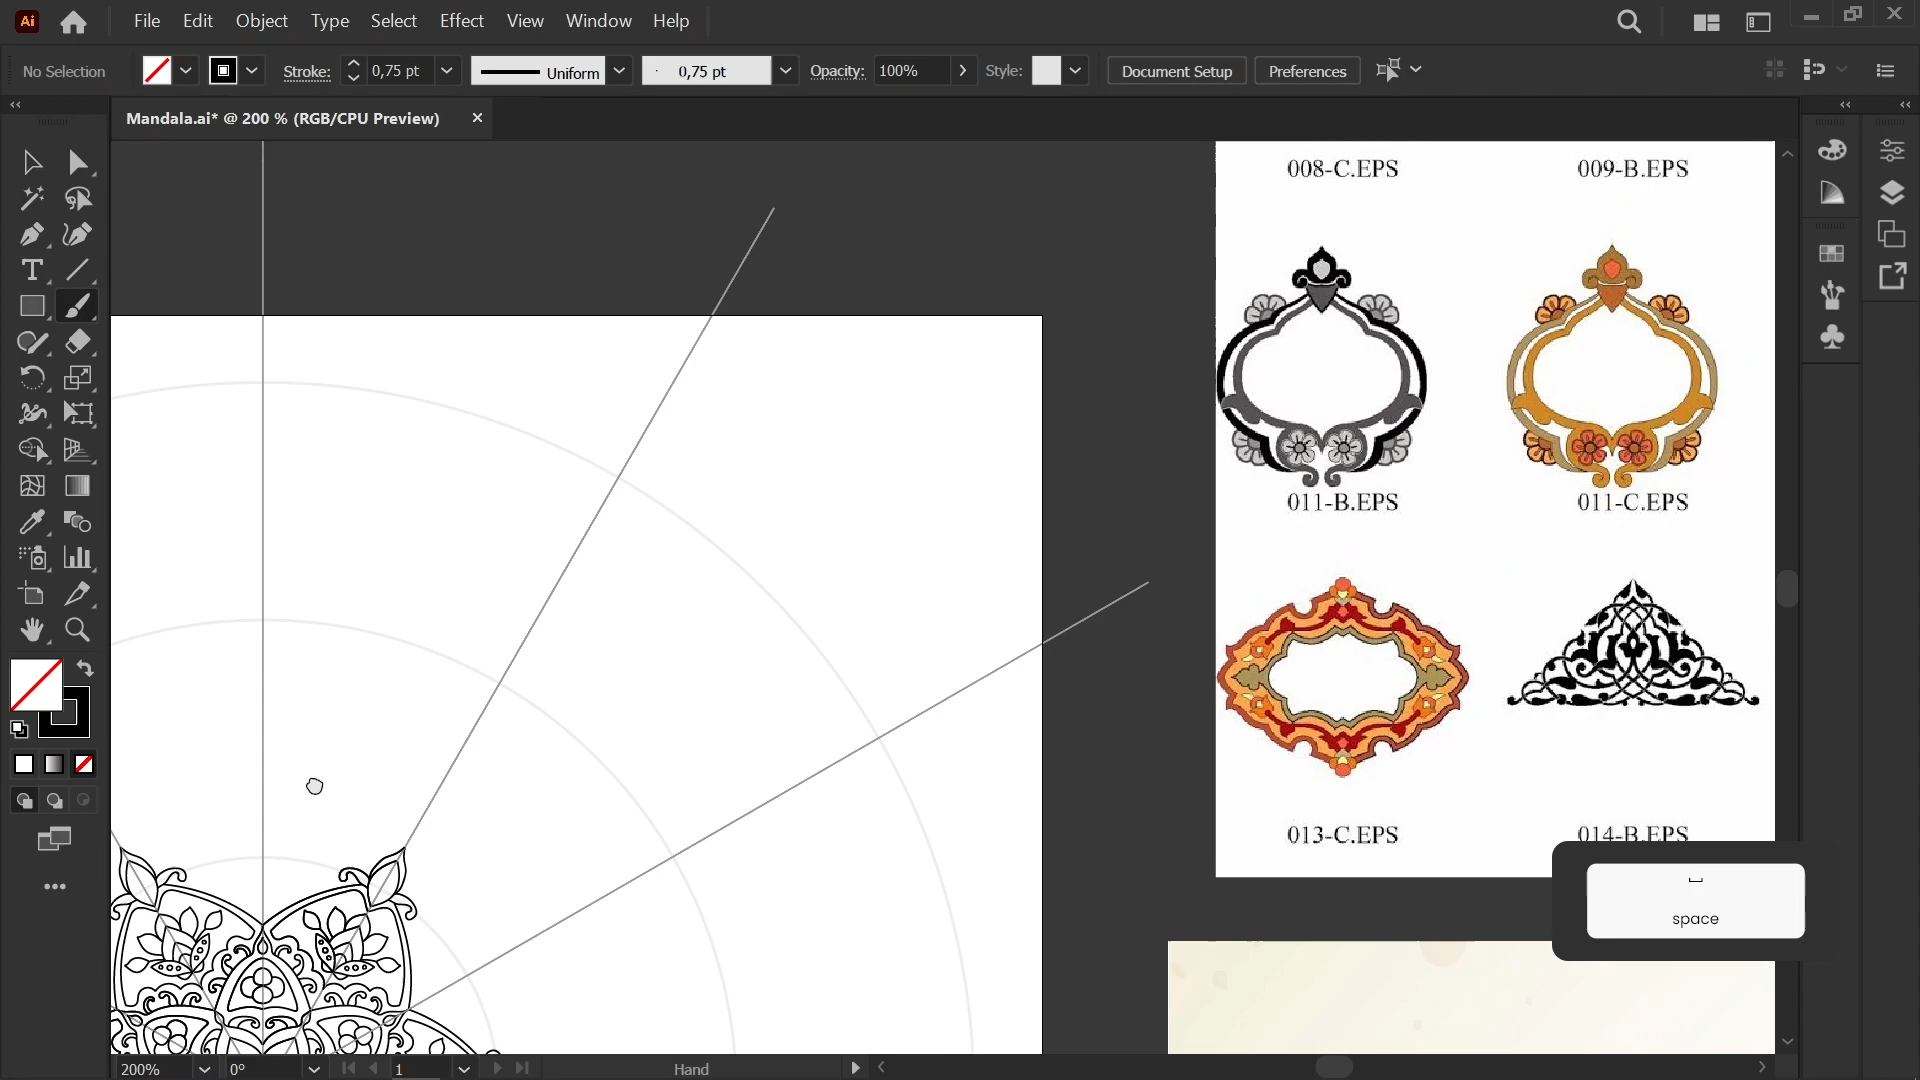 Ai
File Edit Object Type Select Effect View Window Help
No Selection
Stroke:
0,75 pt
Uniform
0,75 pt
Opacity:
100%
Style:
Document Setup
Preferences
Mandala.ai* @ 200 % (RGB/CPU Preview)
008-C.EPS 009-B.EPS
011-B.EPS 011-C.EPS
013-C.EPS 014-B.EPS
space
200%
0°
1
Hand